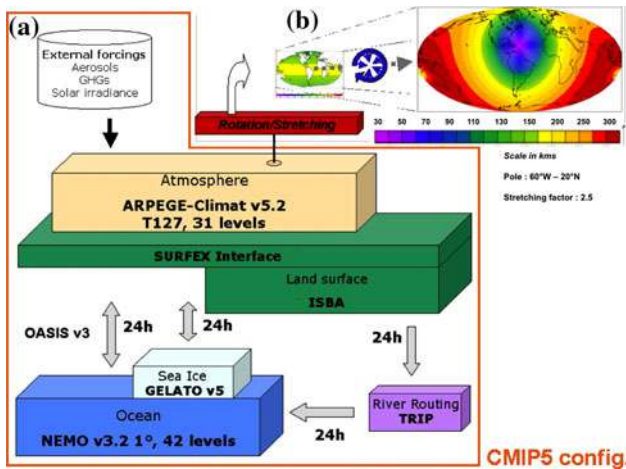 (a)
(b)
External forcings
Aerosols
GHGs
Solar irradiance
Rotation/Stretching
30 50 70 90 110 130 150 180 200 250 300
Scale in kms
Pole : 60°W – 20°N
Stretching factor : 2.5
Atmosphere
ARPEGE-Climat v5.2
T127, 31 levels
SURFEX Interface
Land surface
ISBA
OASIS v3
24h
24h
24h
Sea Ice
GELATO v5
River Routing
TRIP
Ocean
NEMO v3.2 1°, 42 levels
24h
CMIP5 config.